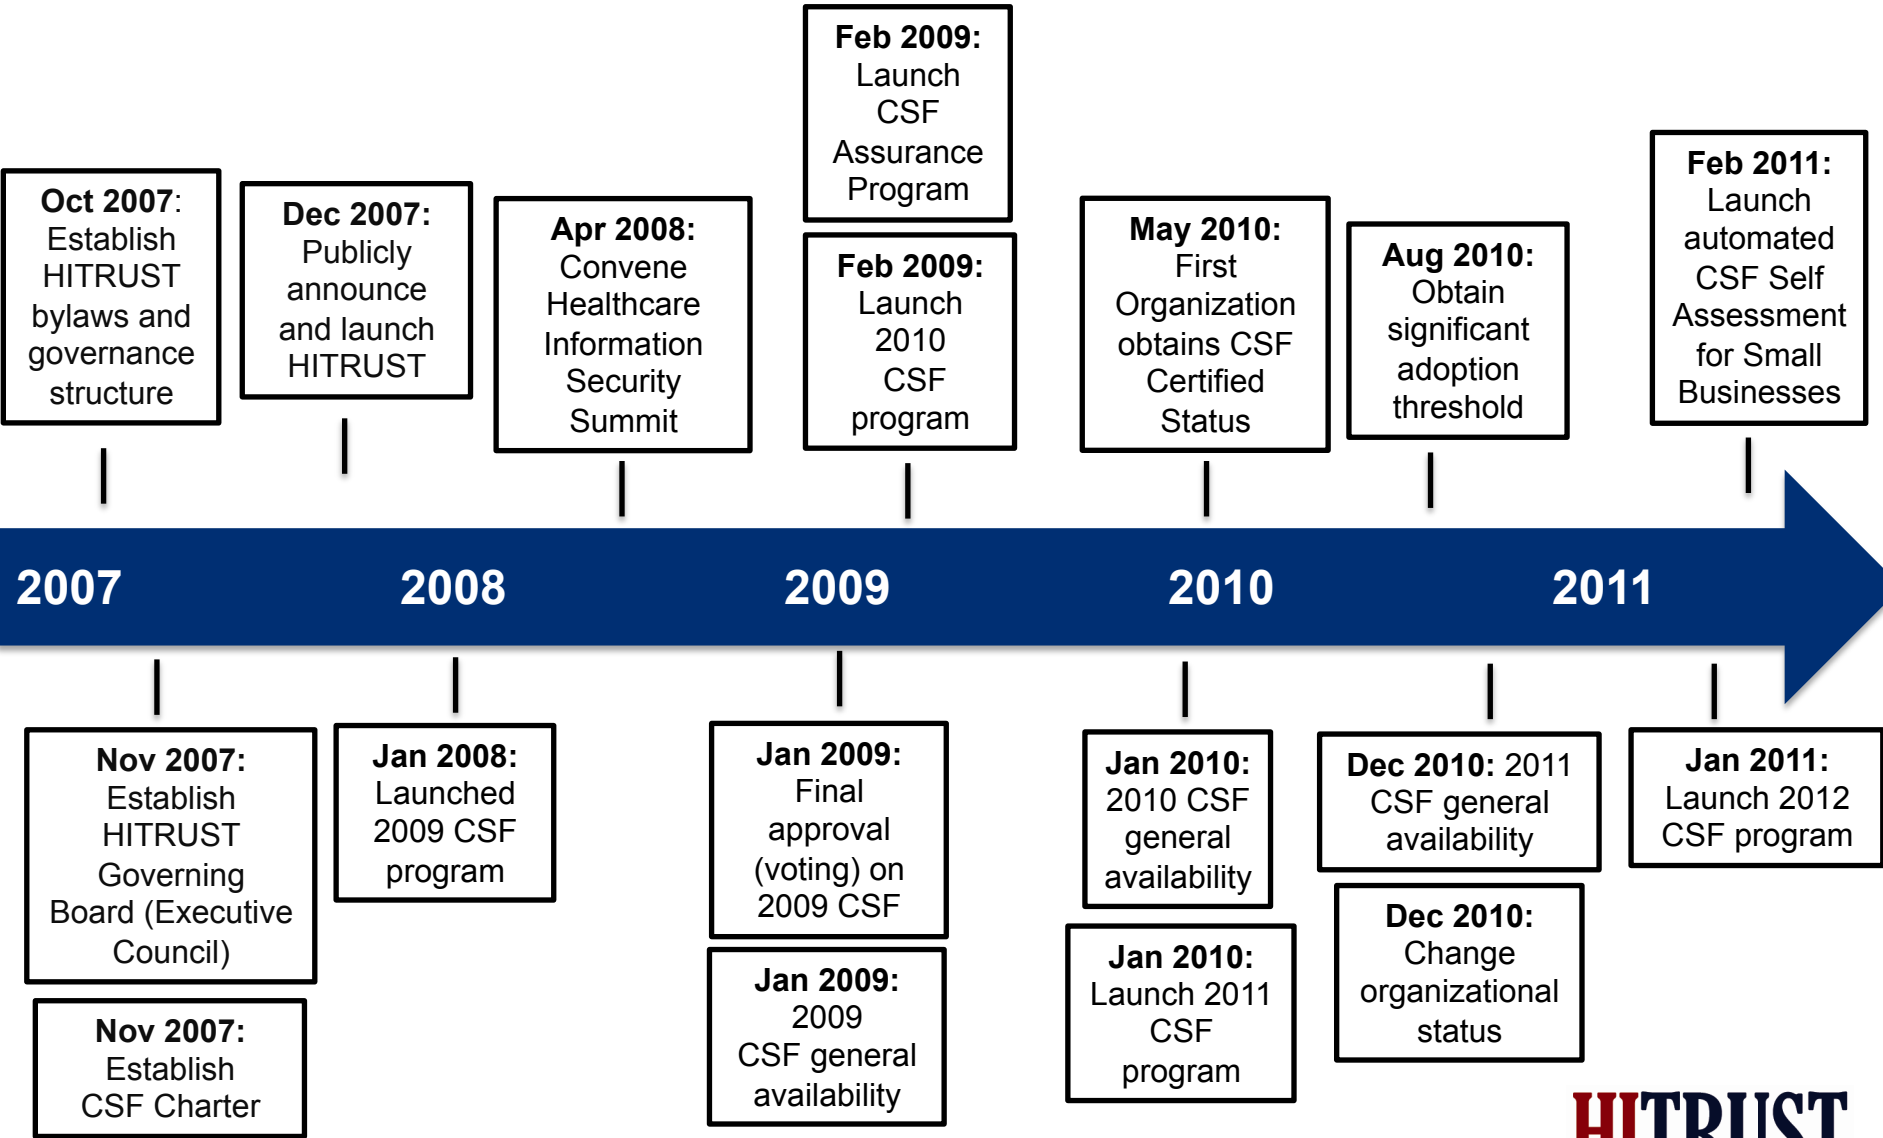 Feb 2009:
Launch
CSF
Assurance
Program
Oct 2007:
Establish
HITRUST
bylaws and
governance
structure
Dec 2007:
Publicly
announce
and launch
HITRUST
Apr 2008:
Convene
Healthcare
Information
Security
Summit
Feb 2009:
Launch
2010
CSF
program
May 2010:
First
Organization
obtains CSF
Certified
Status
Aug 2010:
Obtain
significant
adoption
threshold
Feb 2011:
Launch
automated
CSF Self
Assessment
for Small
Businesses
2007
2008
2009
2010
2011
Nov 2007:
Establish
HITRUST
Governing
Board (Executive
Council)
Nov 2007:
Establish
CSF Charter
Jan 2008:
Launched
2009 CSF
program
Jan 2009:
Final
approval
(voting) on
2009 CSF
Jan 2009:
2009
CSF general
availability
Jan 2010:
2010 CSF
general
availability
Jan 2010:
Launch 2011
CSF
program
Dec 2010: 2011
CSF general
availability
Dec 2010:
Change
organizational
status
Jan 2011:
Launch 2012
CSF program
HITRUST